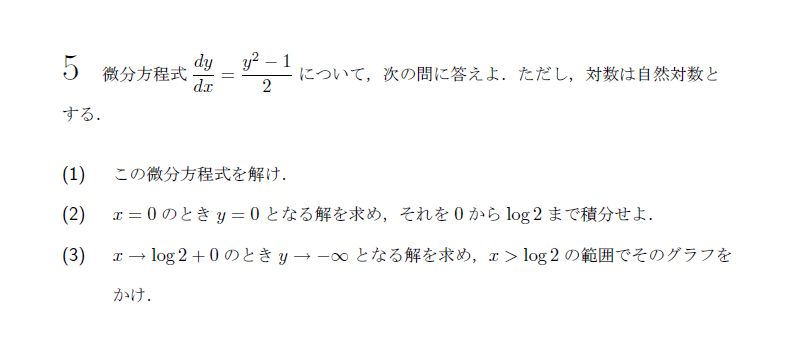 5 微分方程式 $\frac{dy}{dx} = \frac{y^2 - 1}{2}$ について，次の問に答えよ．ただし，対数は自然対数と
する．
(1) この微分方程式を解け．
(2) $x = 0$ のとき $y = 0$ となる解を求め，それを 0 から $\log 2$ まで積分せよ．
(3) $x \to \log 2 + 0$ のとき $y \to -\infty$ となる解を求め，$x > \log 2$ の範囲でそのグラフを
かけ．